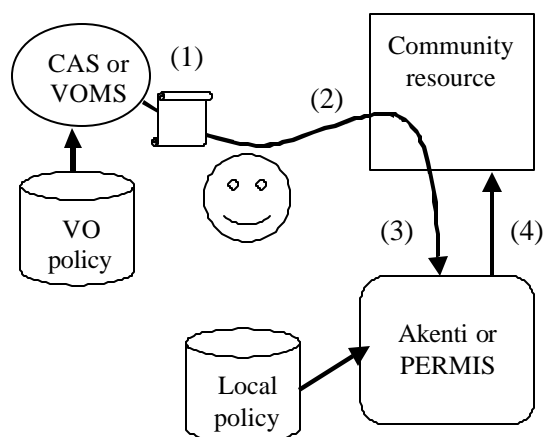 CAS or
VOMS
(1)
(2)
Community
resource
VO
policy
(3)
(4)
Local
policy
Akenti or
PERMIS